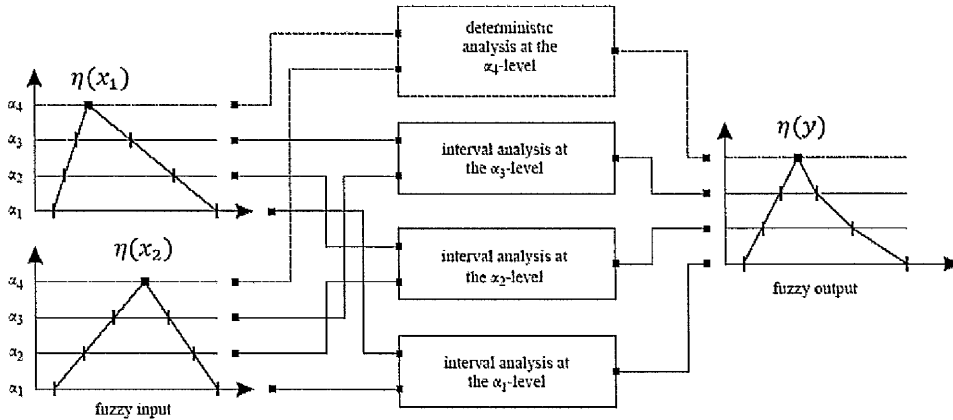 η(x₁)
α₄
α₃
α₂
α₁
η(x₂)
α₄
α₃
α₂
α₁
fuzzy input
deterministic
analysis at the
α₄-level
interval analysis at
the α₃-level
interval analysis at
the α₂-level
interval analysis at
the α₁-level
η(y)
fuzzy output